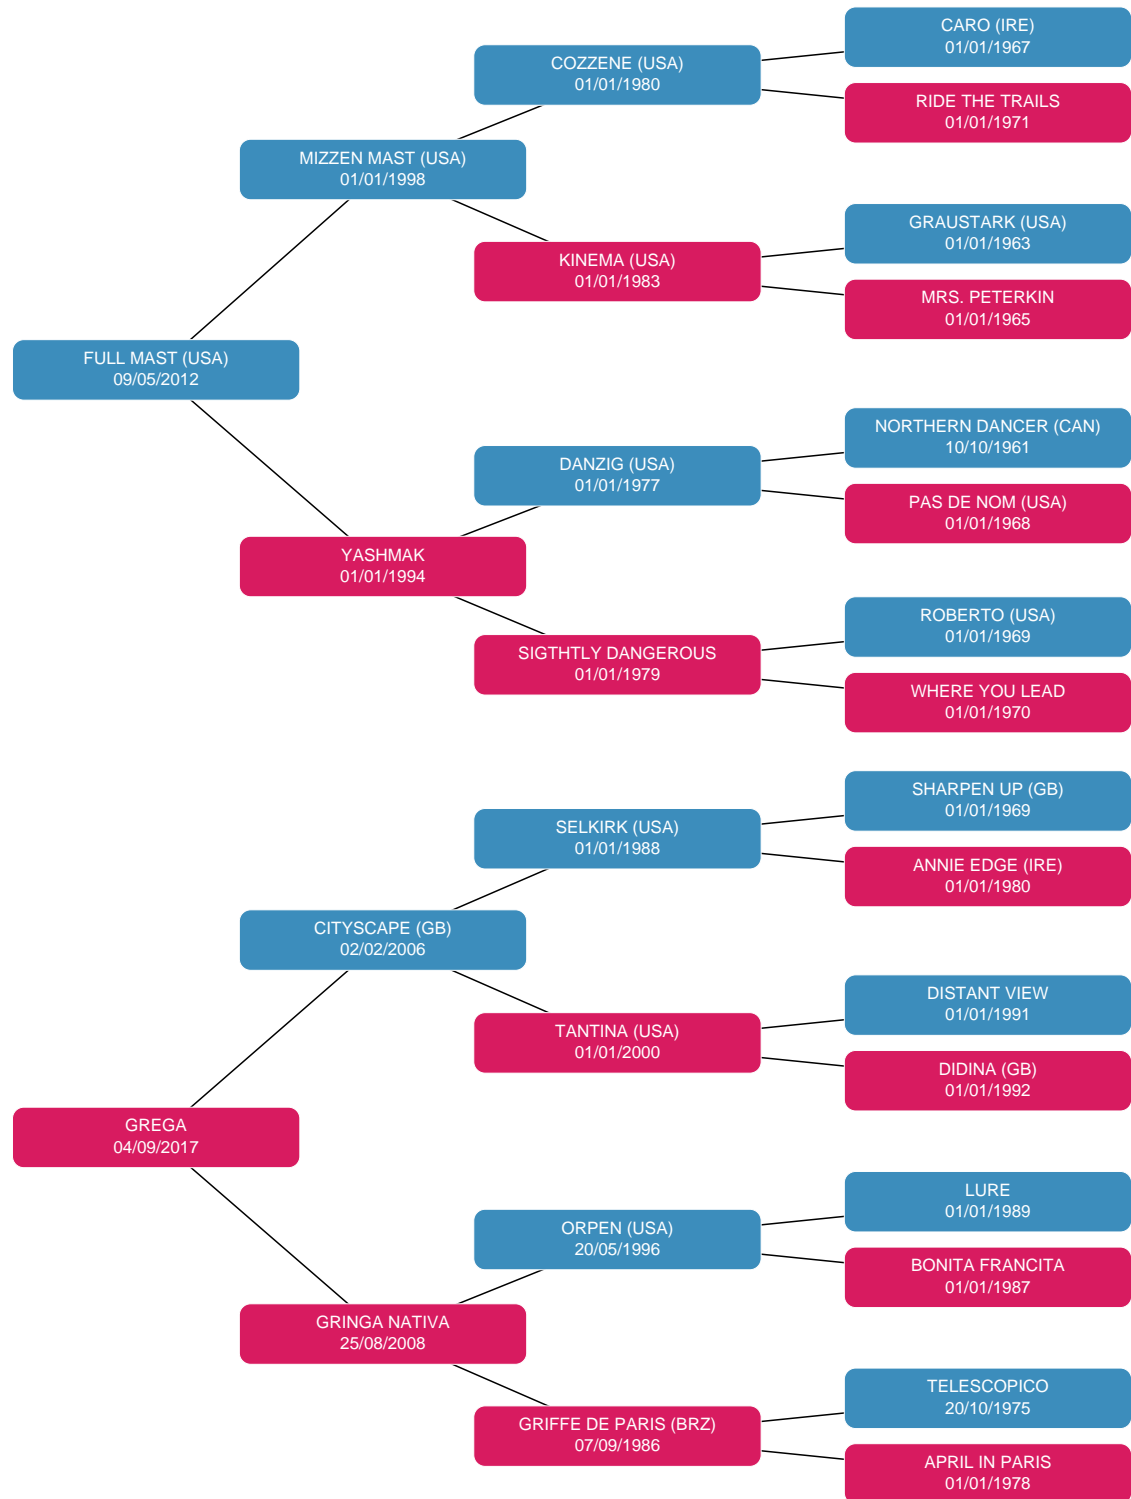 CARO (IRE)
01/01/1967
COZZENE (USA)
01/01/1980
RIDE THE TRAILS
01/01/1971
MIZZEN MAST (USA)
01/01/1998
GRAUSTARK (USA)
01/01/1963
KINEMA (USA)
01/01/1983
MRS. PETERKIN
01/01/1965
FULL MAST (USA)
09/05/2012
NORTHERN DANCER (CAN)
10/10/1961
DANZIG (USA)
01/01/1977
PAS DE NOM (USA)
01/01/1968
YASHMAK
01/01/1994
ROBERTO (USA)
01/01/1969
SIGTHTLY DANGEROUS
01/01/1979
WHERE YOU LEAD
01/01/1970
SHARPEN UP (GB)
01/01/1969
SELKIRK (USA)
01/01/1988
ANNIE EDGE (IRE)
01/01/1980
CITYSCAPE (GB)
02/02/2006
DISTANT VIEW
01/01/1991
TANTINA (USA)
01/01/2000
DIDINA (GB)
01/01/1992
GREGA
04/09/2017
LURE
01/01/1989
ORPEN (USA)
20/05/1996
BONITA FRANCITA
01/01/1987
GRINGA NATIVA
25/08/2008
TELESCOPICO
20/10/1975
GRIFFE DE PARIS (BRZ)
07/09/1986
APRIL IN PARIS
01/01/1978